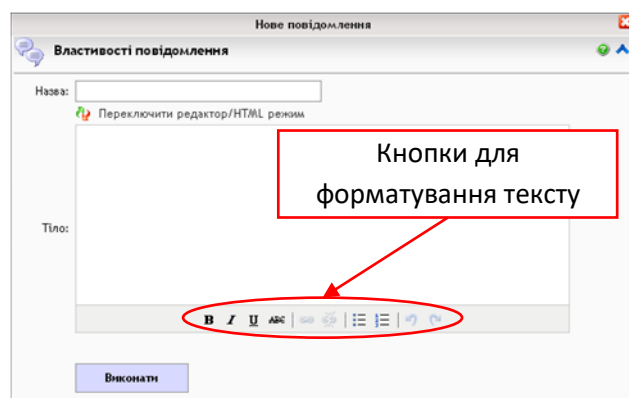 Нове повідомлення
Властивості повідомлення
Назва:
Переключити редактор/HTML режим
Кнопки для
форматування тексту
Тіло:
B I U ABC
Виконати